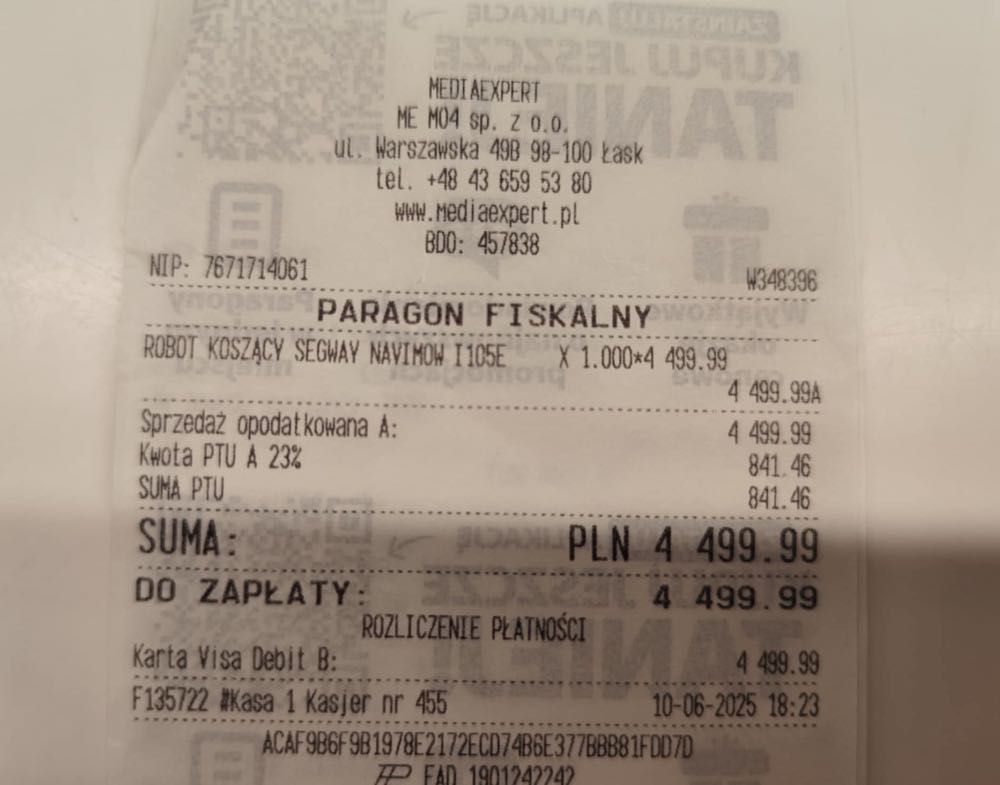 MEDIAEXPERT
ME M04 sp. z o.o.
ul. Warszawska 49B 98-100 Łask
tel. +48 43 659 53 80
www.mediaexpert.pl
BDO: 457838
NIP: 7671714061 W348396
PARAGON FISKALNY
ROBOT KOSZĄCY SEGWAY NAVIMOW I105E X 1.000*4 499.99
4 499.99A
Sprzedaż opodatkowana A: 4 499.99
Kwota PTU A 23% 841.46
SUMA PTU 841.46
SUMA: PLN 4 499.99
DO ZAPŁATY: 4 499.99
ROZLICZENIE PŁATNOŚCI
Karta Visa Debit B: 4 499.99
F135722 #Kasa 1 Kasjer nr 455 10-06-2025 18:23
ACAF9B6F9B1978E2172ECD74B6E377BBB81FDD7D
EAD 1901242242